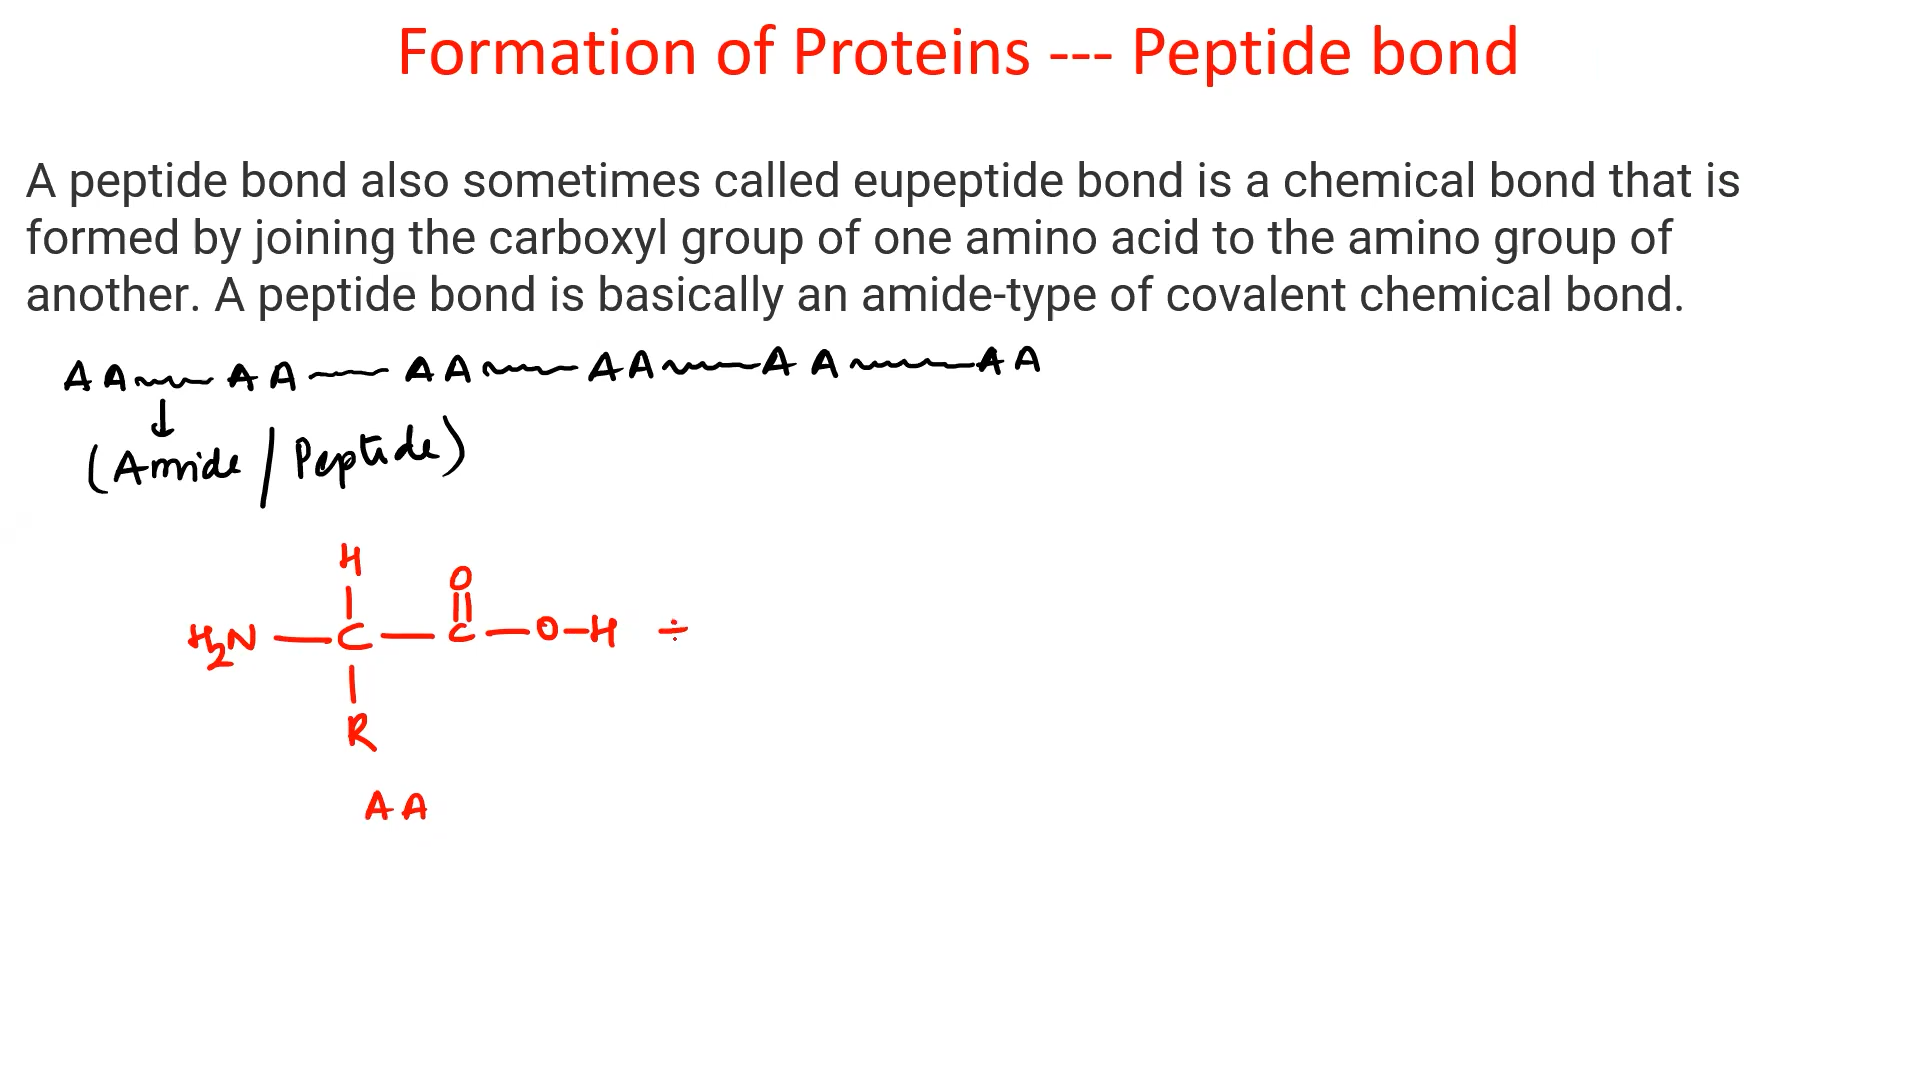 Formation of Proteins --- Peptide bond
A peptide bond also sometimes called eupeptide bond is a chemical bond that is
formed by joining the carboxyl group of one amino acid to the amino group of
another. A peptide bond is basically an amide-type of covalent chemical bond.
AA AA AA AA AA AA
(Amide / Peptide)
H
O
H₂N — C — C — O – H ÷
R
AA